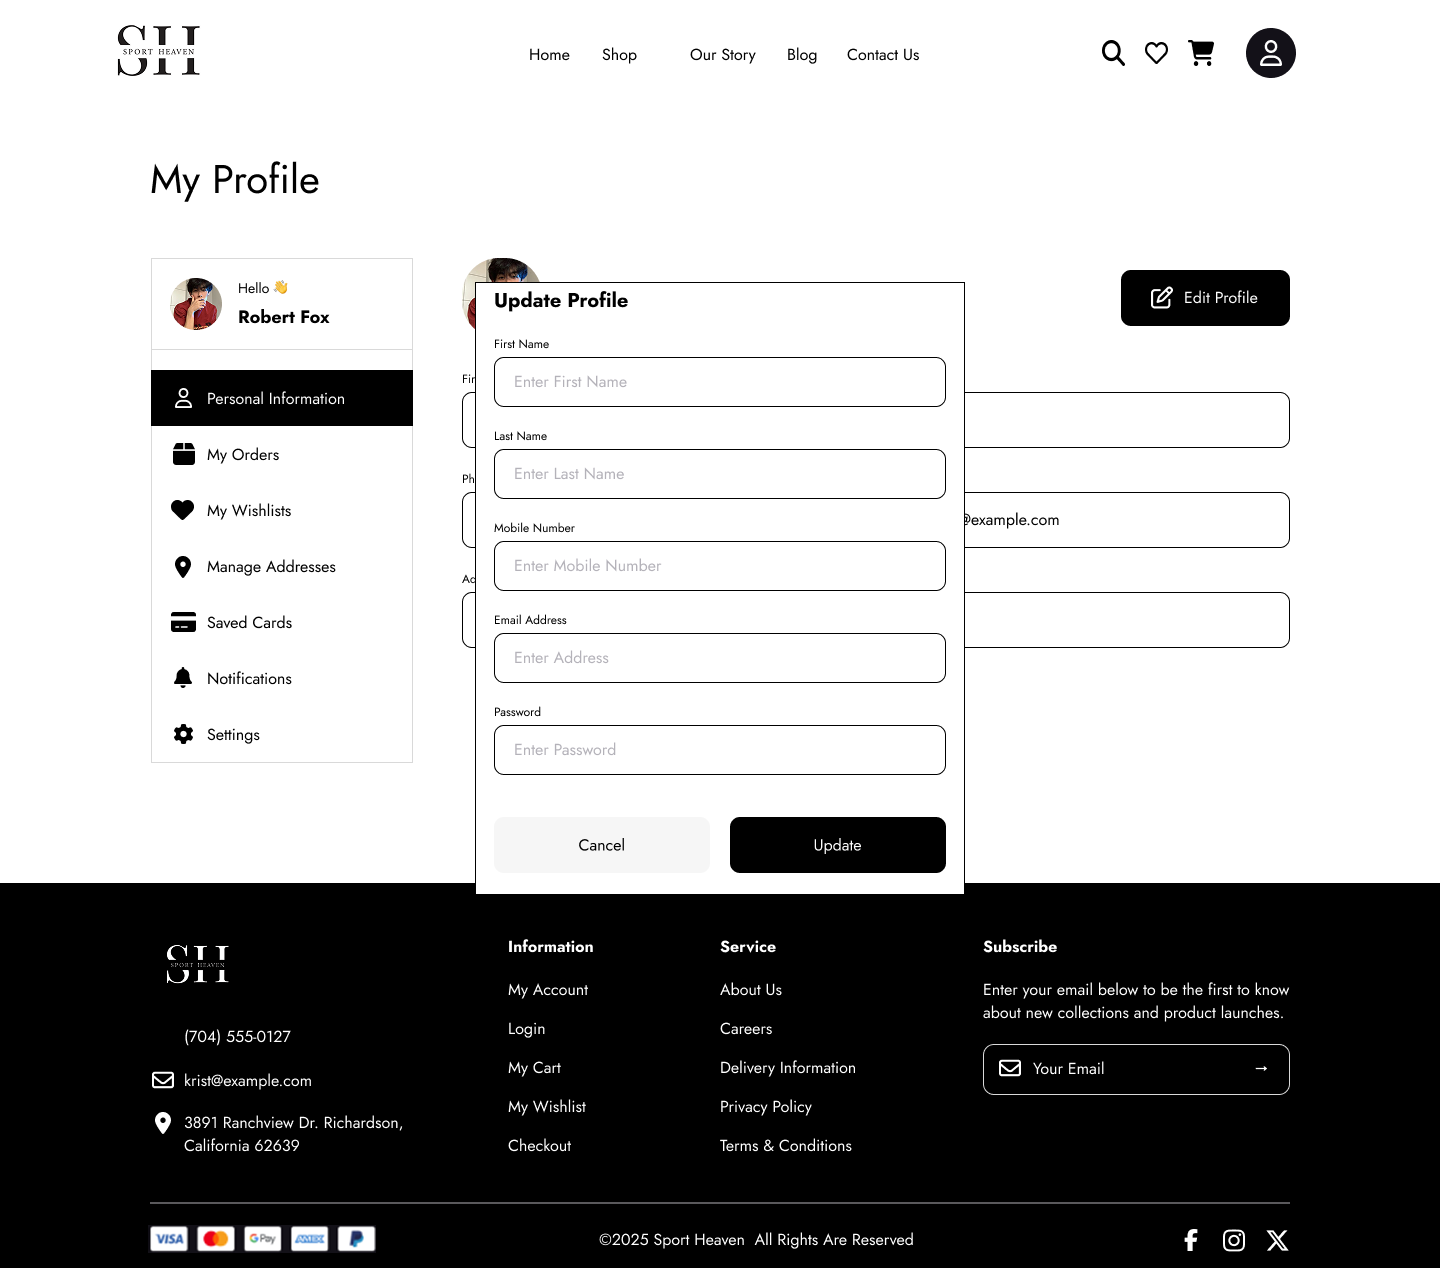 SH
SPORT HEAVEN
Home
Shop
Our Story
Blog
Contact Us
My Profile
Hello 👋
Robert Fox
Personal Information
My Orders
My Wishlists
Manage Addresses
Saved Cards
Notifications
Settings
Edit Profile
Fir
Ph
@example.com
Ad
Update Profile
First Name
Enter First Name
Last Name
Enter Last Name
Mobile Number
Enter Mobile Number
Email Address
Enter Address
Password
Enter Password
Cancel
Update
SH
SPORT HEAVEN
(704) 555-0127
krist@example.com
3891 Ranchview Dr. Richardson,
California 62639
Information
My Account
Login
My Cart
My Wishlist
Checkout
Service
About Us
Careers
Delivery Information
Privacy Policy
Terms & Conditions
Subscribe
Enter your email below to be the first to know
about new collections and product launches.
Your Email →
VISA
G Pay
AMEX
©2025 Sport Heaven All Rights Are Reserved